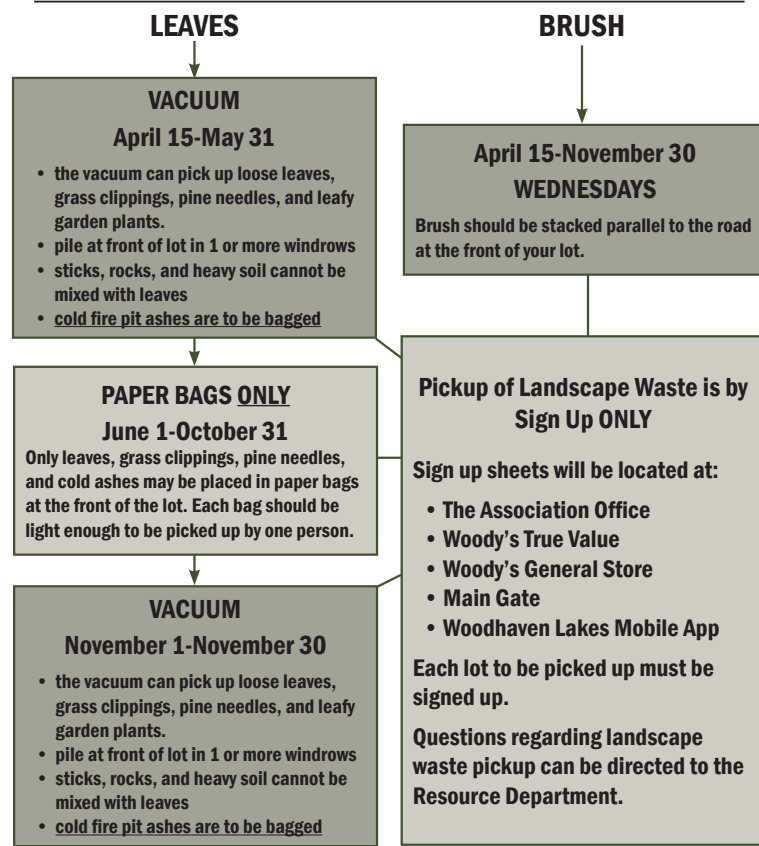 LEAVES
VACUUM
April 15-May 31
• the vacuum can pick up loose leaves,
grass clippings, pine needles, and leafy
garden plants.
• pile at front of lot in 1 or more windrows
• sticks, rocks, and heavy soil cannot be
mixed with leaves
• cold fire pit ashes are to be bagged
PAPER BAGS ONLY
June 1-October 31
Only leaves, grass clippings, pine needles,
and cold ashes may be placed in paper bags
at the front of the lot. Each bag should be
light enough to be picked up by one person.
VACUUM
November 1-November 30
• the vacuum can pick up loose leaves,
grass clippings, pine needles, and leafy
garden plants.
• pile at front of lot in 1 or more windrows
• sticks, rocks, and heavy soil cannot be
mixed with leaves
• cold fire pit ashes are to be bagged
BRUSH
April 15-November 30
WEDNESDAYS
Brush should be stacked parallel to the road
at the front of your lot.
Pickup of Landscape Waste is by
Sign Up ONLY
Sign up sheets will be located at:
• The Association Office
• Woody's True Value
• Woody's General Store
• Main Gate
• Woodhaven Lakes Mobile App
Each lot to be picked up must be
signed up.
Questions regarding landscape
waste pickup can be directed to the
Resource Department.